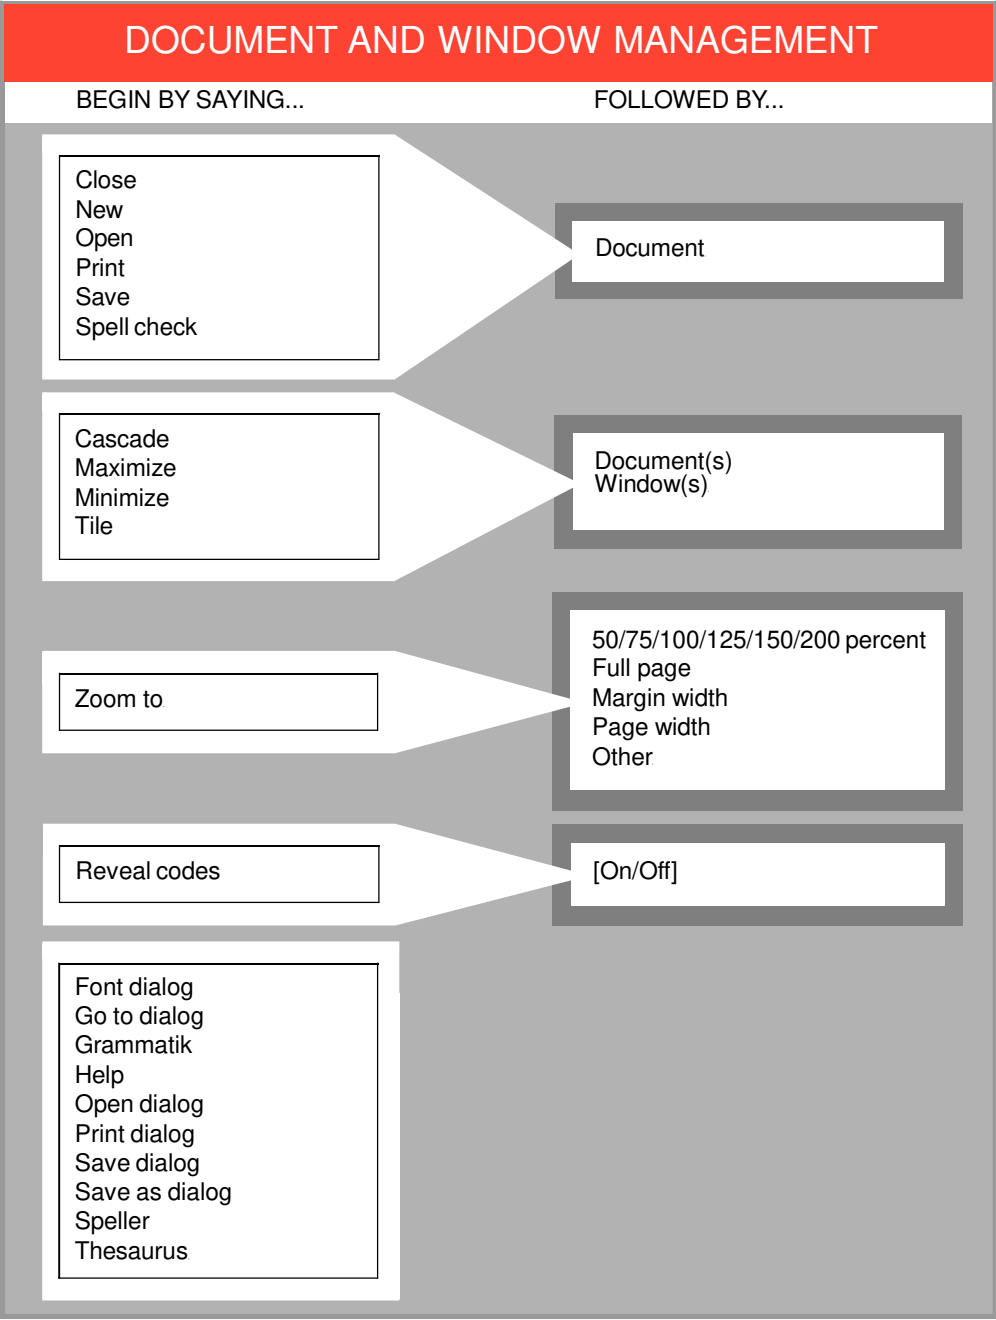 DOCUMENT AND WINDOW MANAGEMENT
BEGIN BY SAYING... FOLLOWED BY...
Close
New
Open
Print
Save
Spell check
Document
Cascade
Maximize
Minimize
Tile
Document(s)
Window(s)
Zoom to
50/75/100/125/150/200 percent
Full page
Margin width
Page width
Other
Reveal codes
[On/Off]
Font dialog
Go to dialog
Grammatik
Help
Open dialog
Print dialog
Save dialog
Save as dialog
Speller
Thesaurus